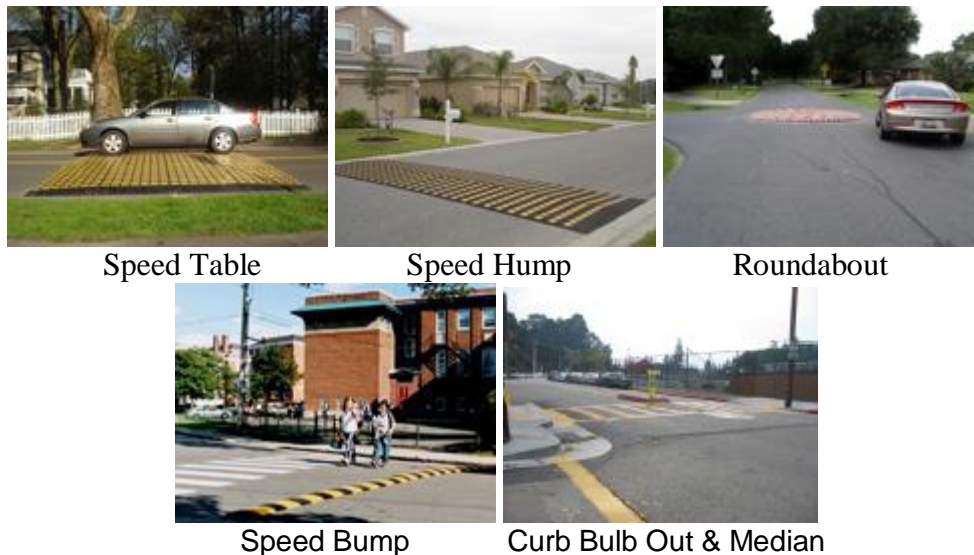 Speed Table
Speed Hump
Roundabout
Speed Bump
Curb Bulb Out & Median